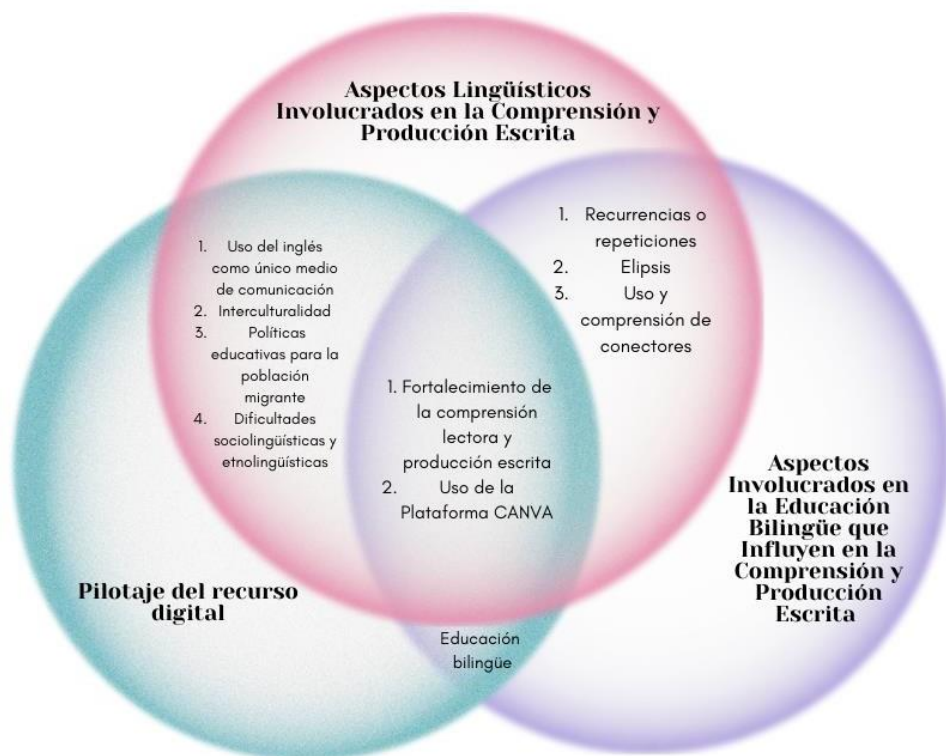 Aspectos Lingüísticos
Involucrados en la Comprensión y
Producción Escrita
1. Uso del inglés
como único medio
de comunicación
2. Interculturalidad
3. Políticas
educativas para la
población
migrante
4. Dificultades
sociolingüísticas y
etnolingüísticas
1. Recurrencias o
repeticiones
2. Elipsis
3. Uso y
comprensión de
conectores
1. Fortalecimiento de
la comprensión
lectora y
producción escrita
2. Uso de la
Plataforma CANVA
Aspectos
Involucrados en
la Educación
Bilingüe que
Influyen en la
Comprensión y
Producción
Escrita
Pilotaje del recurso
digital
Educación
bilingüe